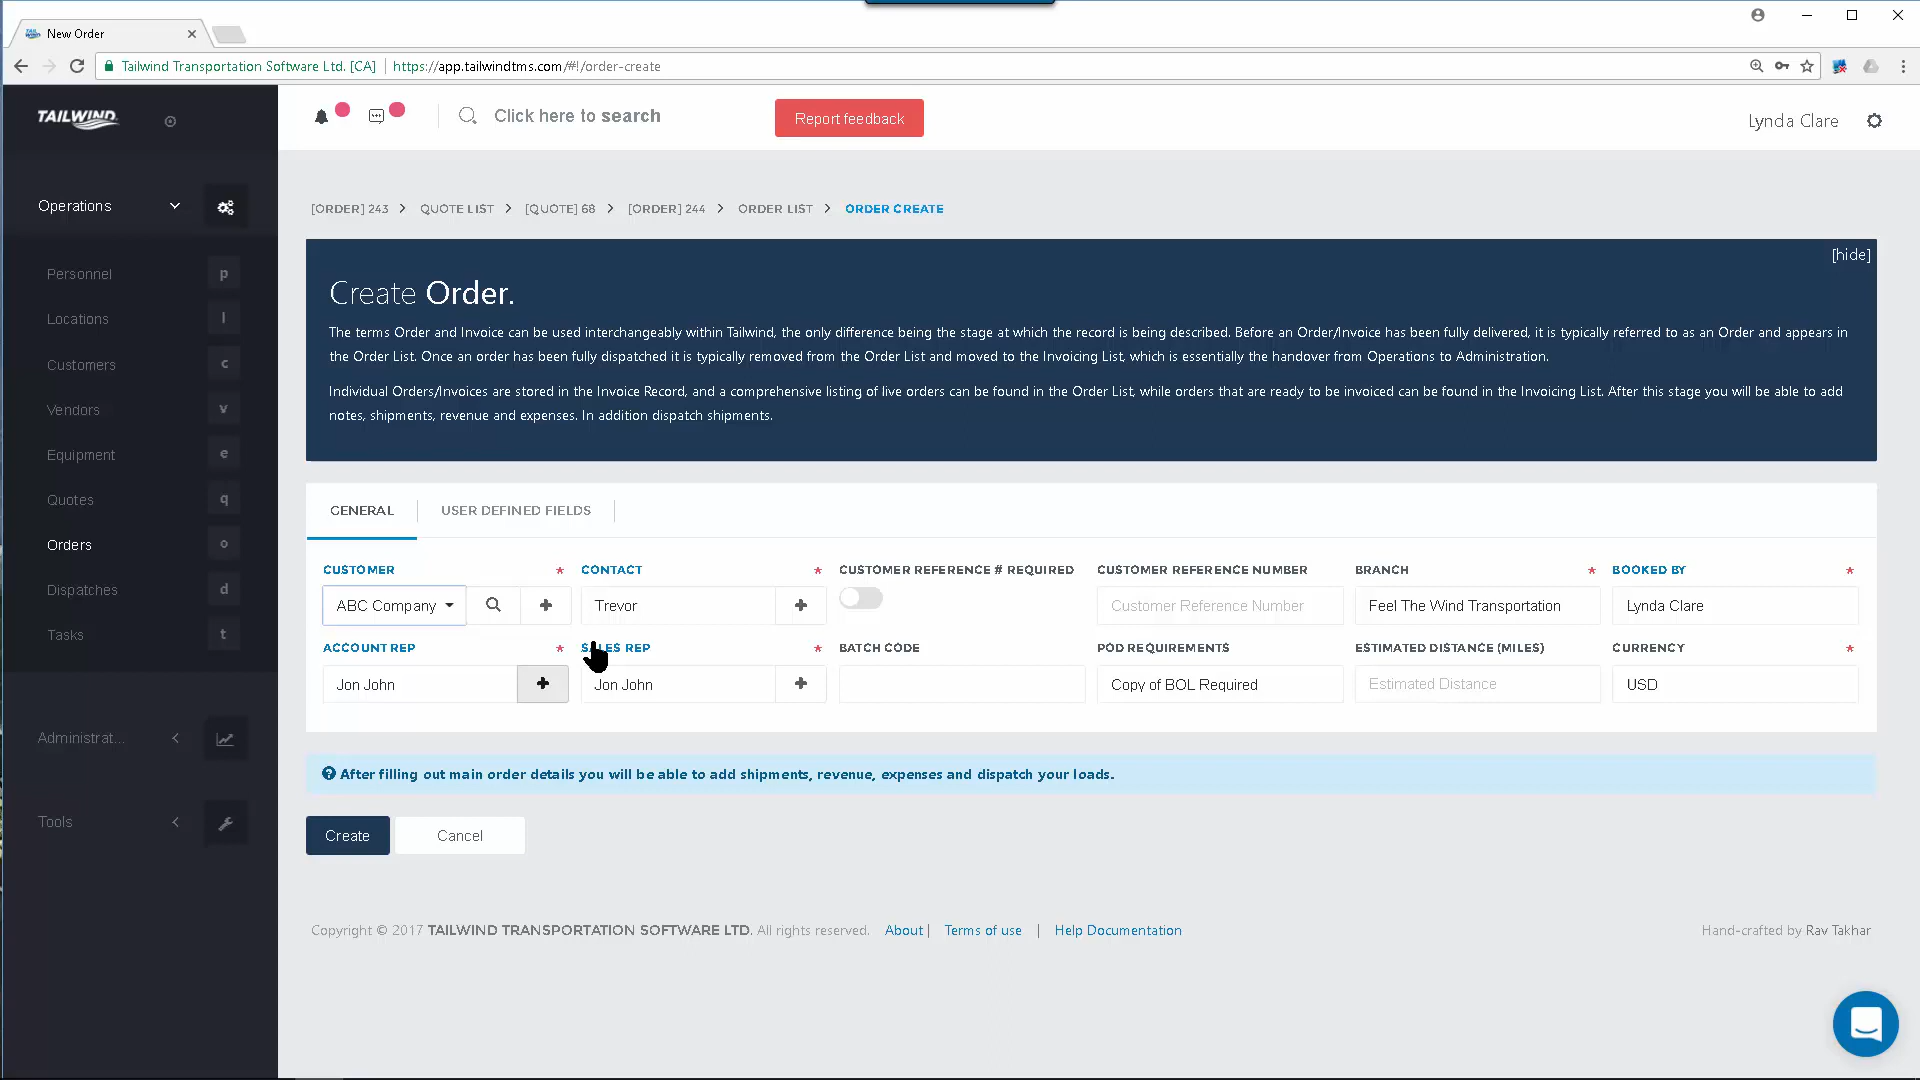 New Order
Tailwind Transportation Software Ltd. [CA] https://app.tailwindtms.com/#!/order-create
TAILWIND
Click here to search
Report feedback
Lynda Clare
Operations
Personnel p
Locations l
Customers c
Vendors v
Equipment e
Quotes q
Orders o
Dispatches d
Tasks t
Administrat...
Tools
[ORDER] 243 > QUOTE LIST > [QUOTE] 68 > [ORDER] 244 > ORDER LIST > ORDER CREATE
[hide]
Create Order.
The terms Order and Invoice can be used interchangeably within Tailwind, the only difference being the stage at which the record is being described. Before an Order/Invoice has been fully delivered, it is typically referred to as an Order and appears in
the Order List. Once an order has been fully dispatched it is typically removed from the Order List and moved to the Invoicing List, which is essentially the handover from Operations to Administration.
Individual Orders/Invoices are stored in the Invoice Record, and a comprehensive listing of live orders can be found in the Order List, while orders that are ready to be invoiced can be found in the Invoicing List. After this stage you will be able to add
notes, shipments, revenue and expenses. In addition dispatch shipments.
GENERAL USER DEFINED FIELDS
CUSTOMER * CONTACT * CUSTOMER REFERENCE # REQUIRED CUSTOMER REFERENCE NUMBER BRANCH * BOOKED BY *
ABC Company Trevor Customer Reference Number Feel The Wind Transportation Lynda Clare
ACCOUNT REP * SALES REP * BATCH CODE POD REQUIREMENTS ESTIMATED DISTANCE (MILES) CURRENCY *
Jon John Jon John Copy of BOL Required Estimated Distance USD
After filling out main order details you will be able to add shipments, revenue, expenses and dispatch your loads.
Create Cancel
Copyright © 2017 TAILWIND TRANSPORTATION SOFTWARE LTD. All rights reserved. About | Terms of use | Help Documentation
Hand-crafted by Rav Takhar